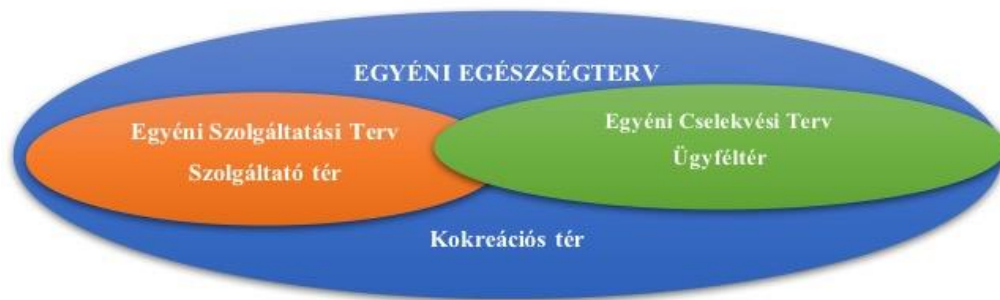 EGYÉNI EGÉSZSÉGTERV
Egyéni Szolgáltatási Terv
Szolgáltató tér
Egyéni Cselekvési Terv
Ügyféltér
Kokreációs tér